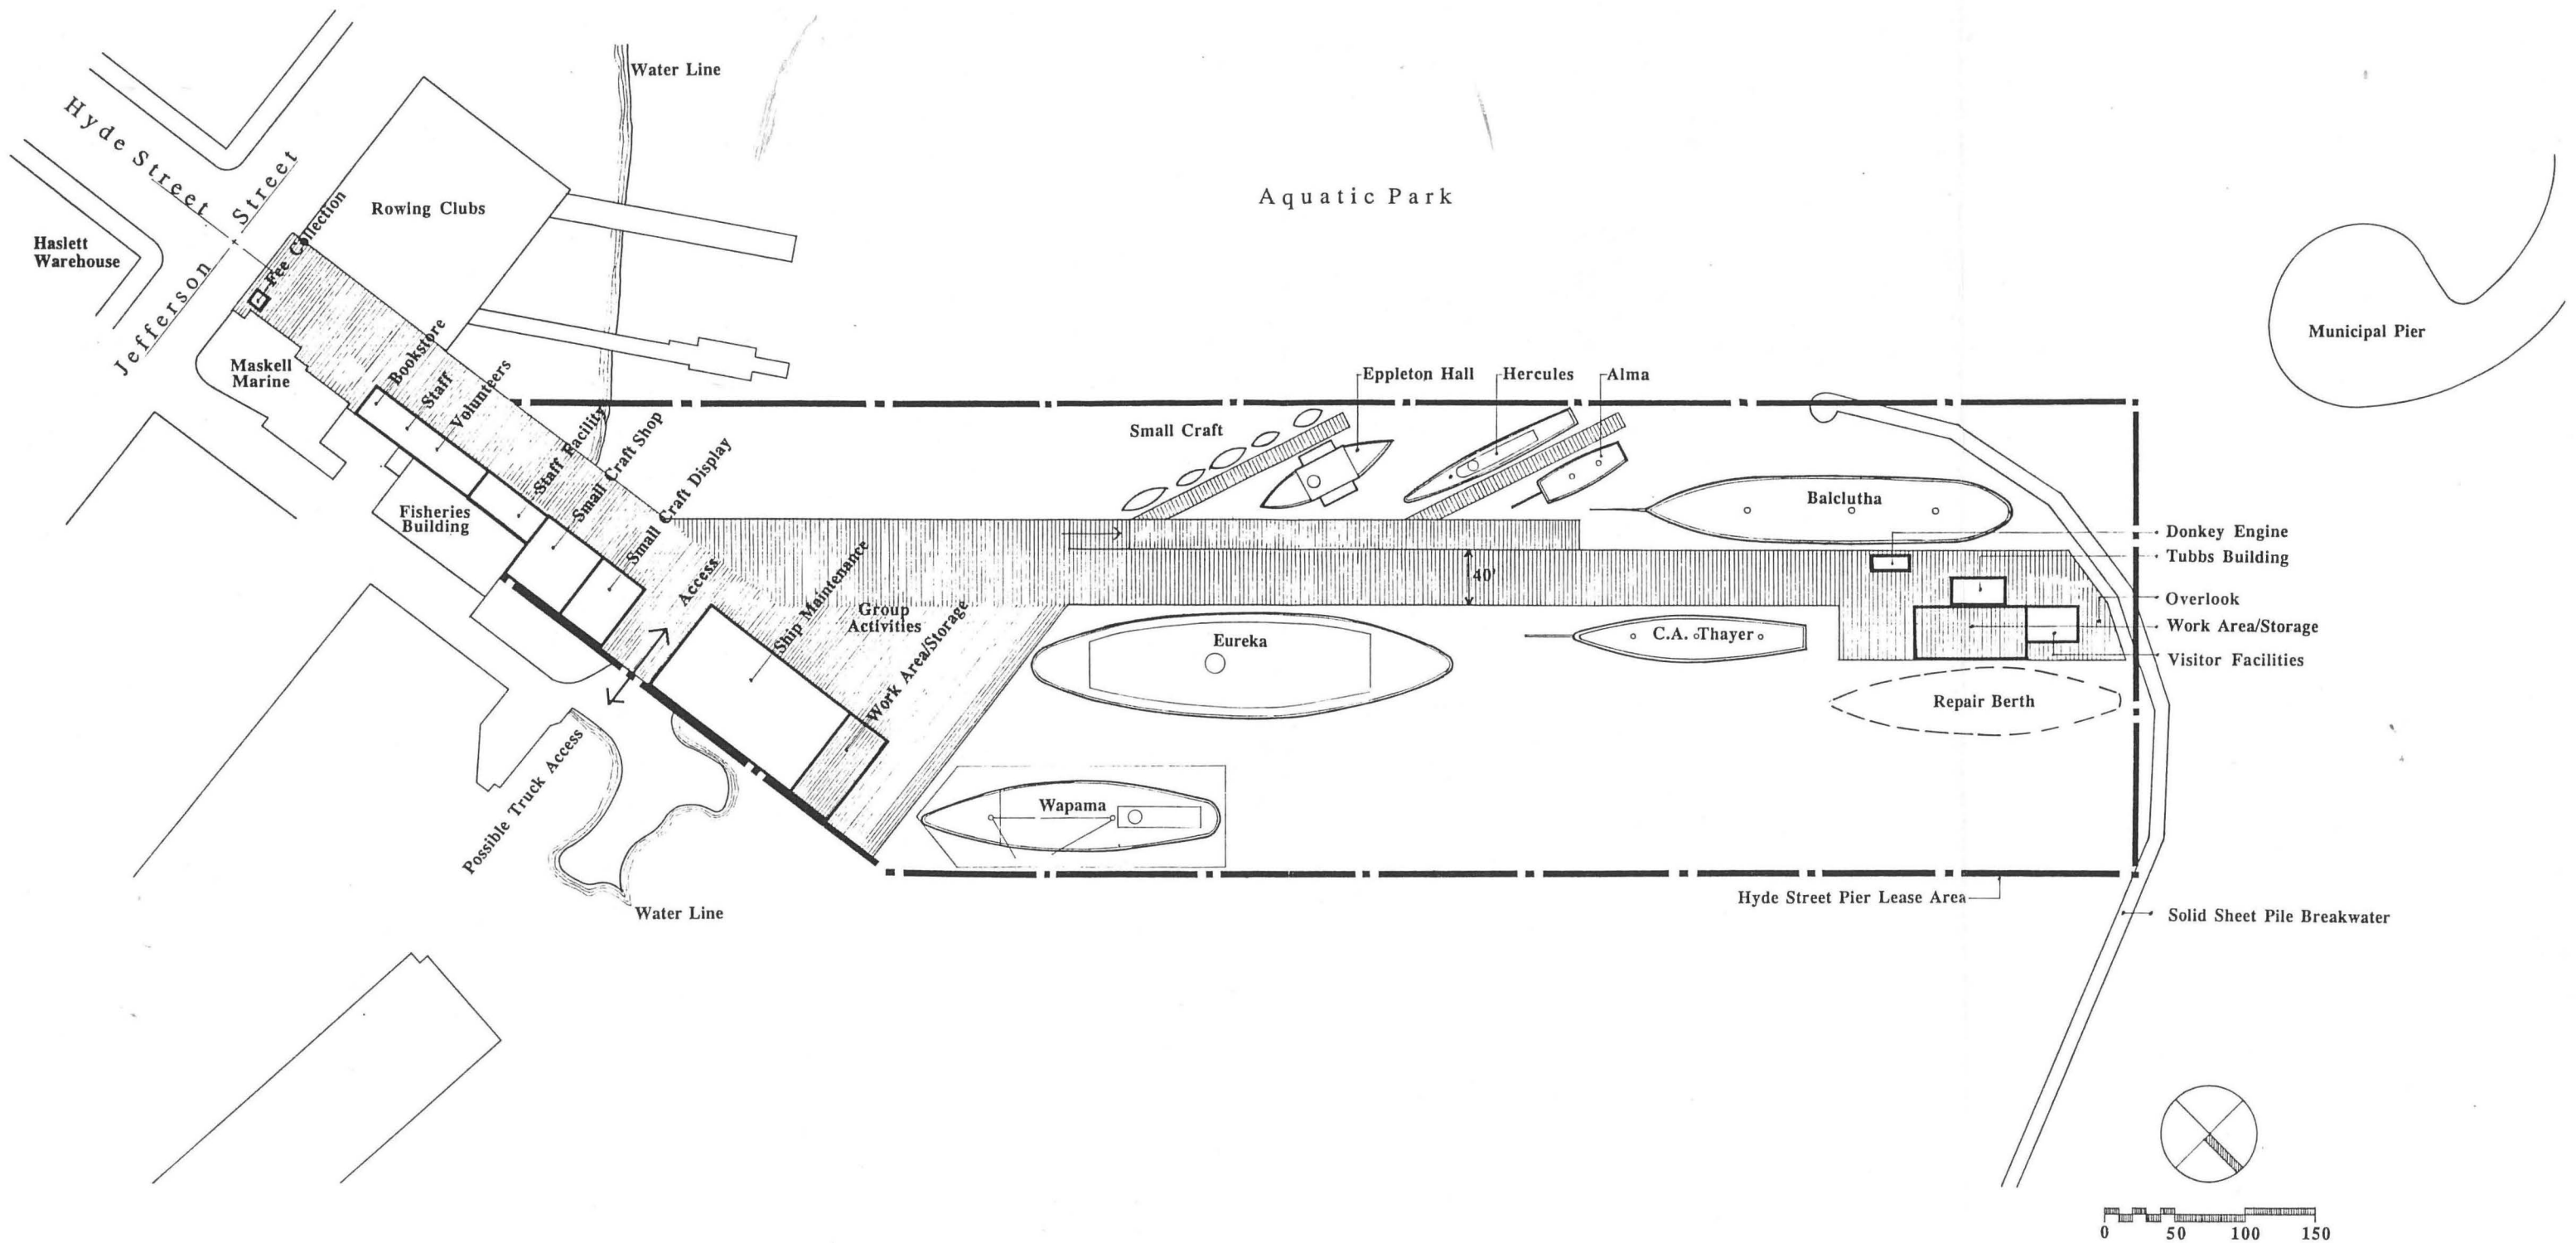 Water Line
Hyde Street
Jefferson Street
Aquatic Park
Rowing Clubs
Haslett
Warehouse
Fee Collection
Municipal Pier
Maskell
Marine
Bookstore
Staff
Volunteers
Staff Facility
Small Craft Shop
Small Craft Display
Eppleton Hall
Hercules
Alma
Small Craft
Balclutha
Fisheries
Building
Donkey Engine
Tubbs Building
Overlook
Work Area/Storage
Visitor Facilities
40'
Access
Ship Maintenance
Group
Activities
Work Area/Storage
Eureka
C.A. Thayer
Repair Berth
Possible Truck Access
Wapama
Water Line
Hyde Street Pier Lease Area
Solid Sheet Pile Breakwater
0 50 100 150